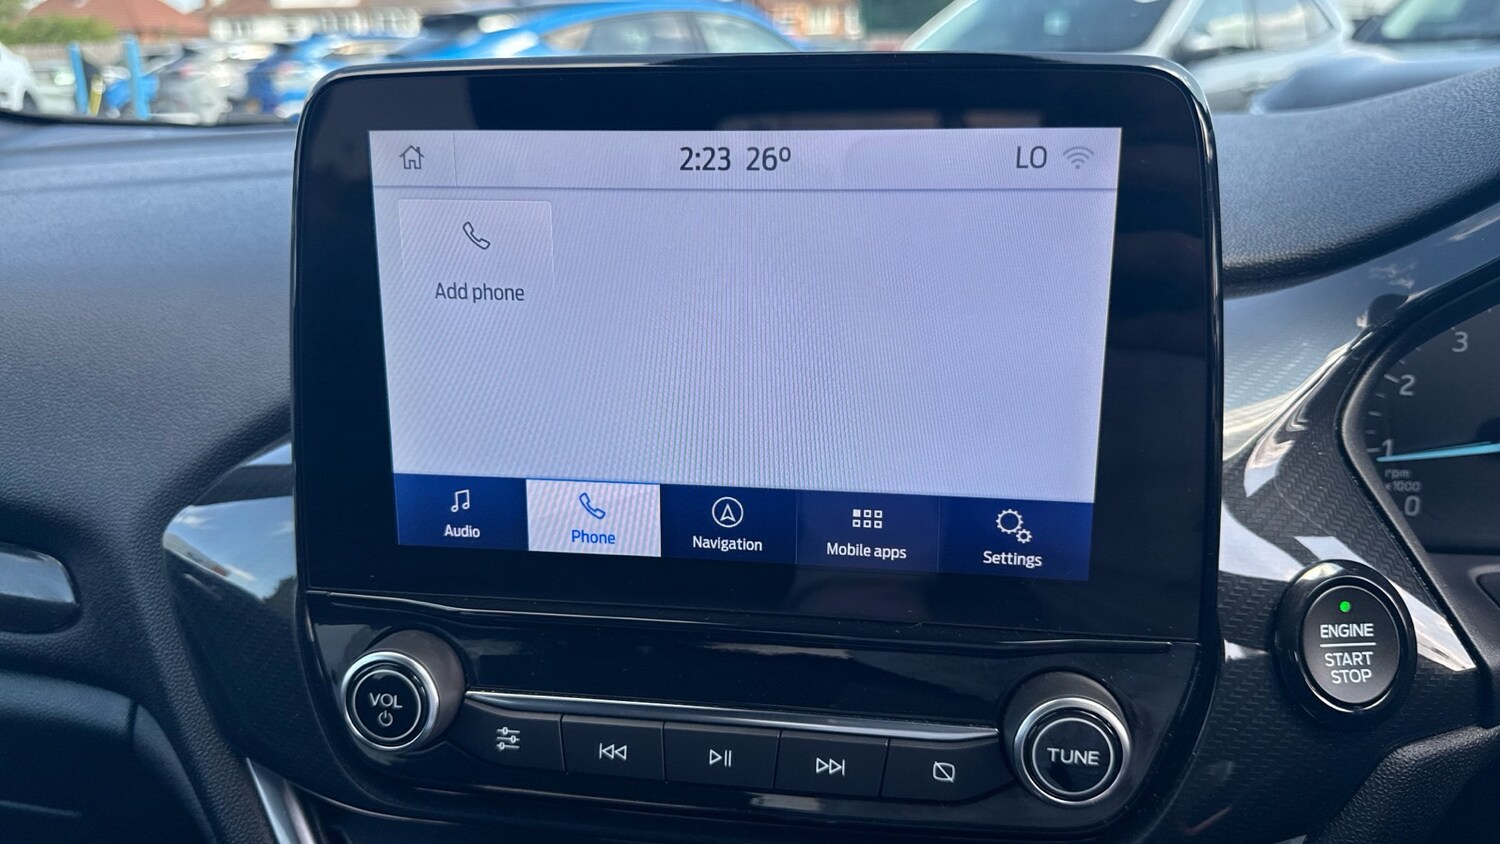 2:23 26º LO
Add phone
Audio
Phone
Navigation
Mobile apps
Settings
VOL
TUNE
ENGINE
START
STOP
3
2
1
rpm
x1000
0